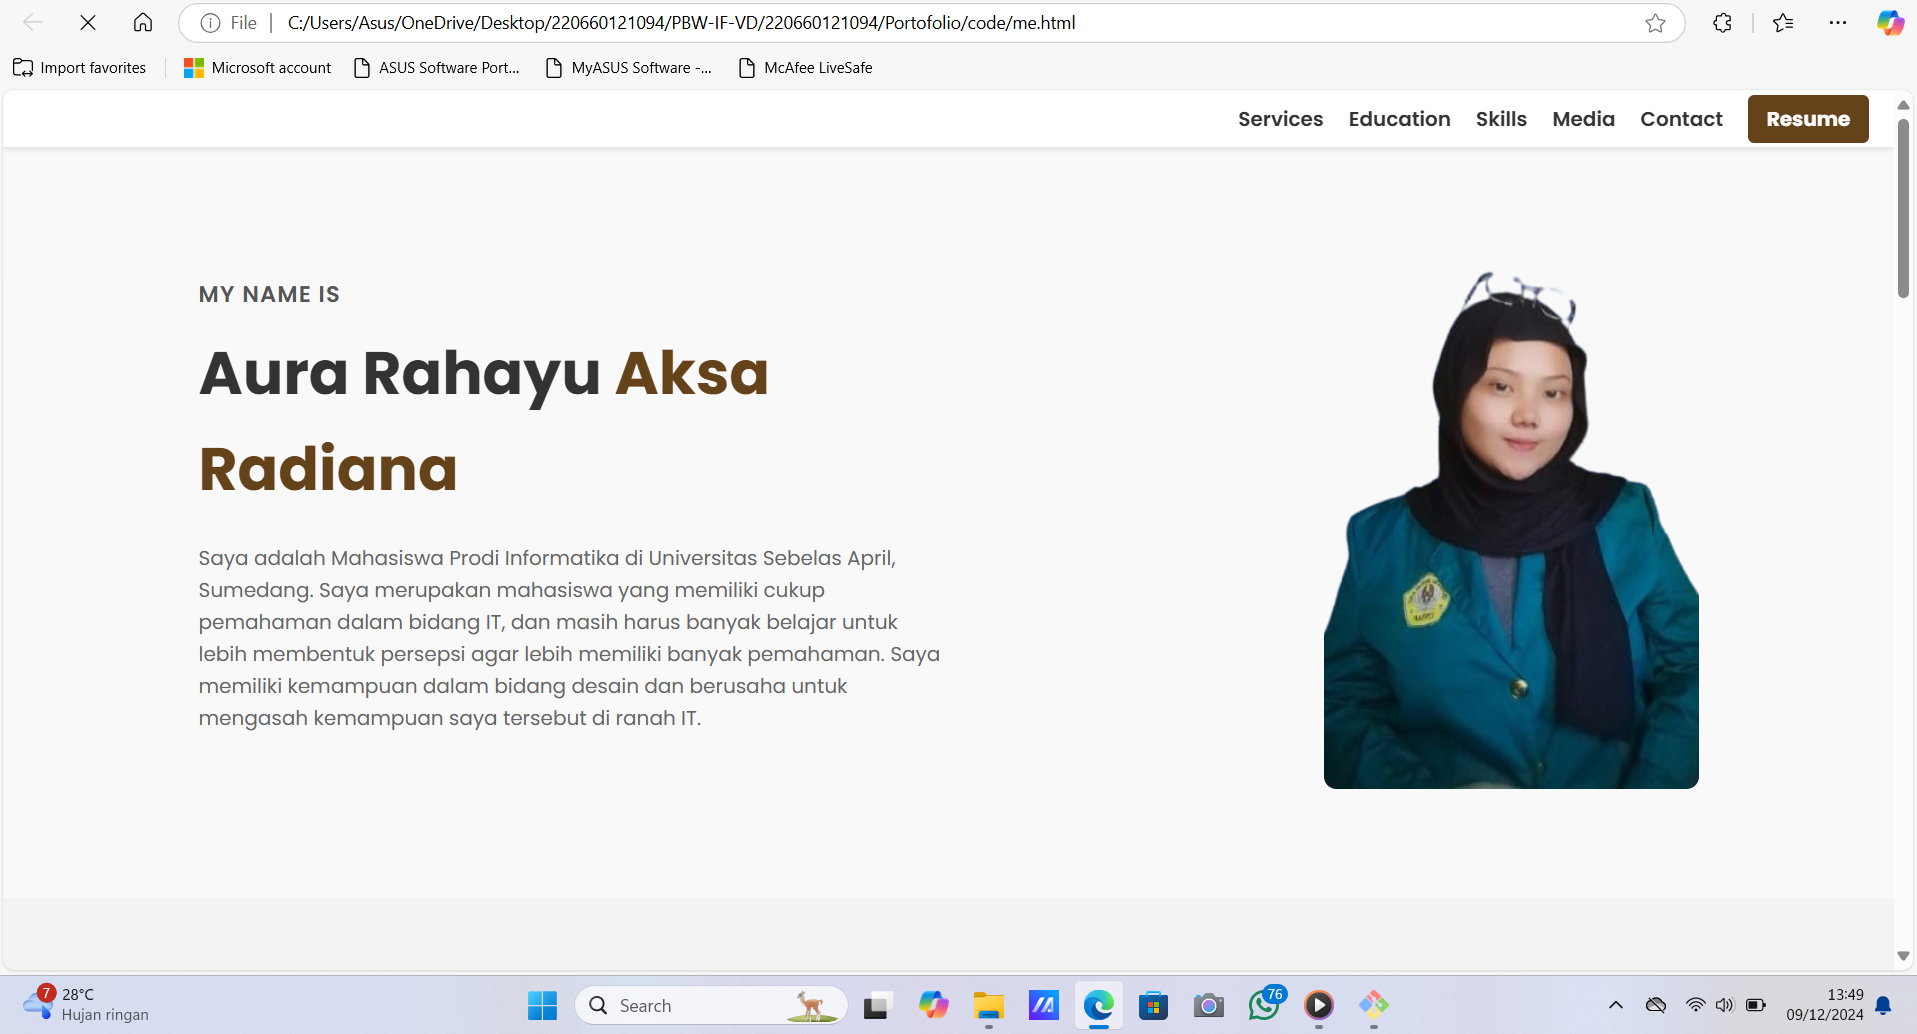 File
C:/Users/Asus/OneDrive/Desktop/220660121094/PBW-IF-VD/220660121094/Portofolio/code/me.html
Import favorites
Microsoft account
ASUS Software Port...
MyASUS Software -...
McAfee LiveSafe
Services
Education
Skills
Media
Contact
Resume
MY NAME IS
Aura Rahayu Aksa
Radiana
Saya adalah Mahasiswa Prodi Informatika di Universitas Sebelas April,
Sumedang. Saya merupakan mahasiswa yang memiliki cukup
pemahaman dalam bidang IT, dan masih harus banyak belajar untuk
lebih membentuk persepsi agar lebih memiliki banyak pemahaman. Saya
memiliki kemampuan dalam bidang desain dan berusaha untuk
mengasah kemampuan saya tersebut di ranah IT.
7
28°C
Hujan ringan
Search
76
13:49
09/12/2024